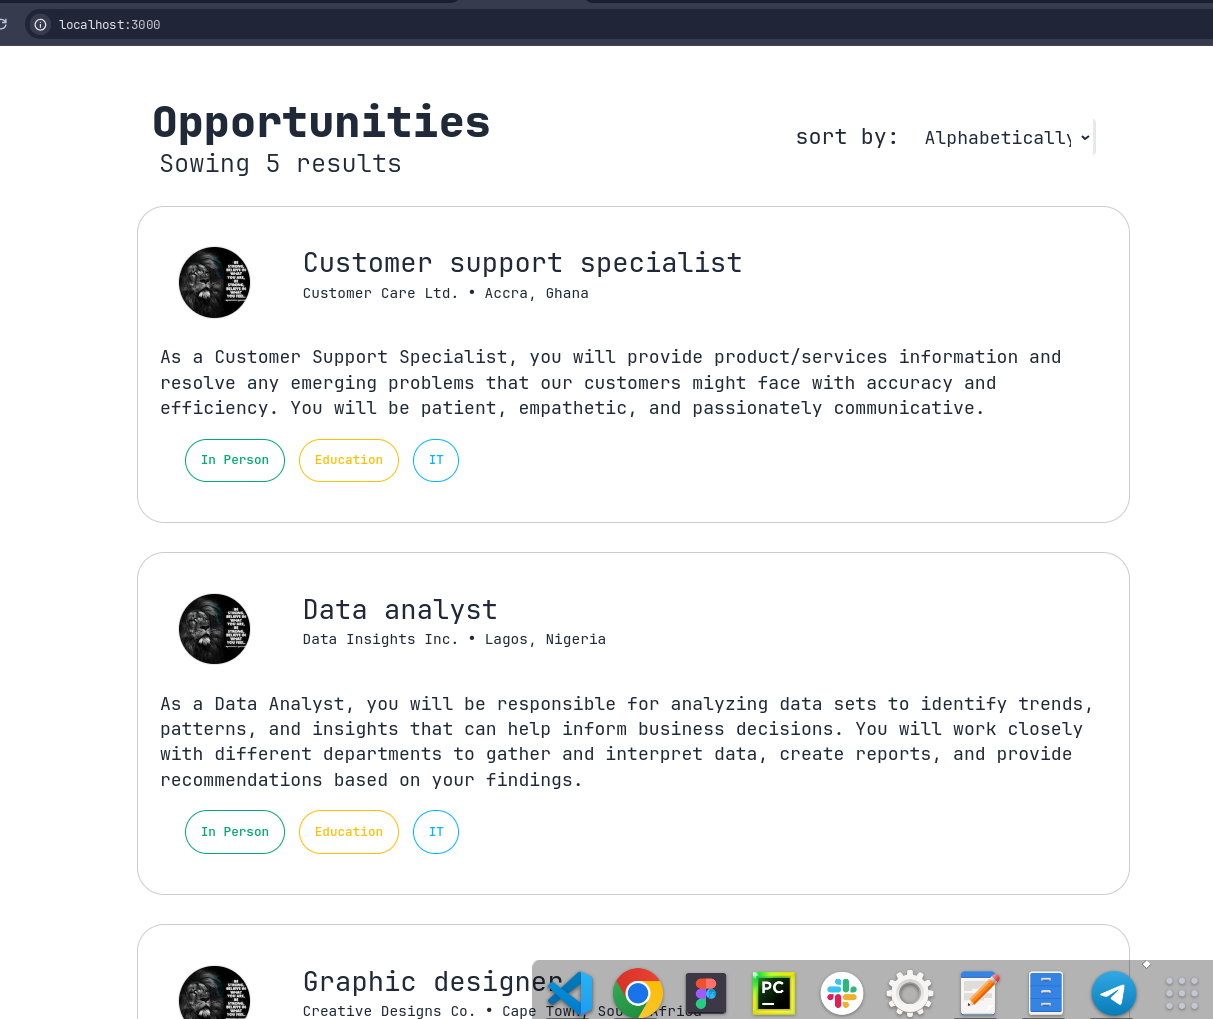 localhost:3000
Opportunities
Sowing 5 results
sort by: Alphabetically
Customer support specialist
Customer Care Ltd. • Accra, Ghana
As a Customer Support Specialist, you will provide product/services information and
resolve any emerging problems that our customers might face with accuracy and
efficiency. You will be patient, empathetic, and passionately communicative.
In Person Education IT
Data analyst
Data Insights Inc. • Lagos, Nigeria
As a Data Analyst, you will be responsible for analyzing data sets to identify trends,
patterns, and insights that can help inform business decisions. You will work closely
with different departments to gather and interpret data, create reports, and provide
recommendations based on your findings.
In Person Education IT
Graphic designer
Creative Designs Co. • Cape Town, South Africa
PC